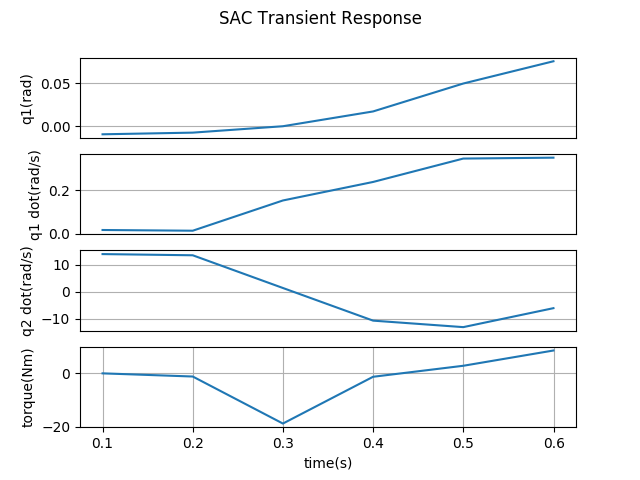 SAC Transient Response
q1(rad)
0.05
0.00
q1 dot(rad/s)
0.2
0.0
q2 dot(rad/s)
10
0
−10
torque(Nm)
0
−20
0.1 0.2 0.3 0.4 0.5 0.6
time(s)